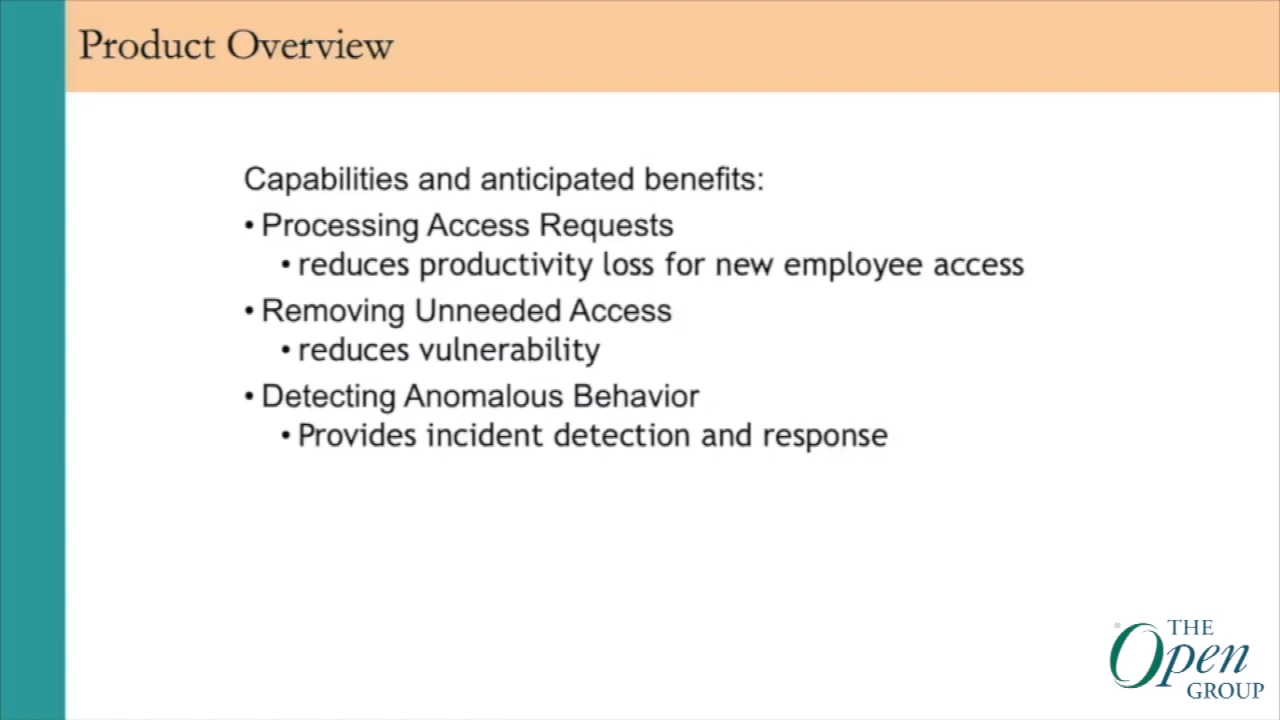 Product Overview
Capabilities and anticipated benefits:
• Processing Access Requests
• reduces productivity loss for new employee access
• Removing Unneeded Access
• reduces vulnerability
• Detecting Anomalous Behavior
• Provides incident detection and response
THE
Open
GROUP